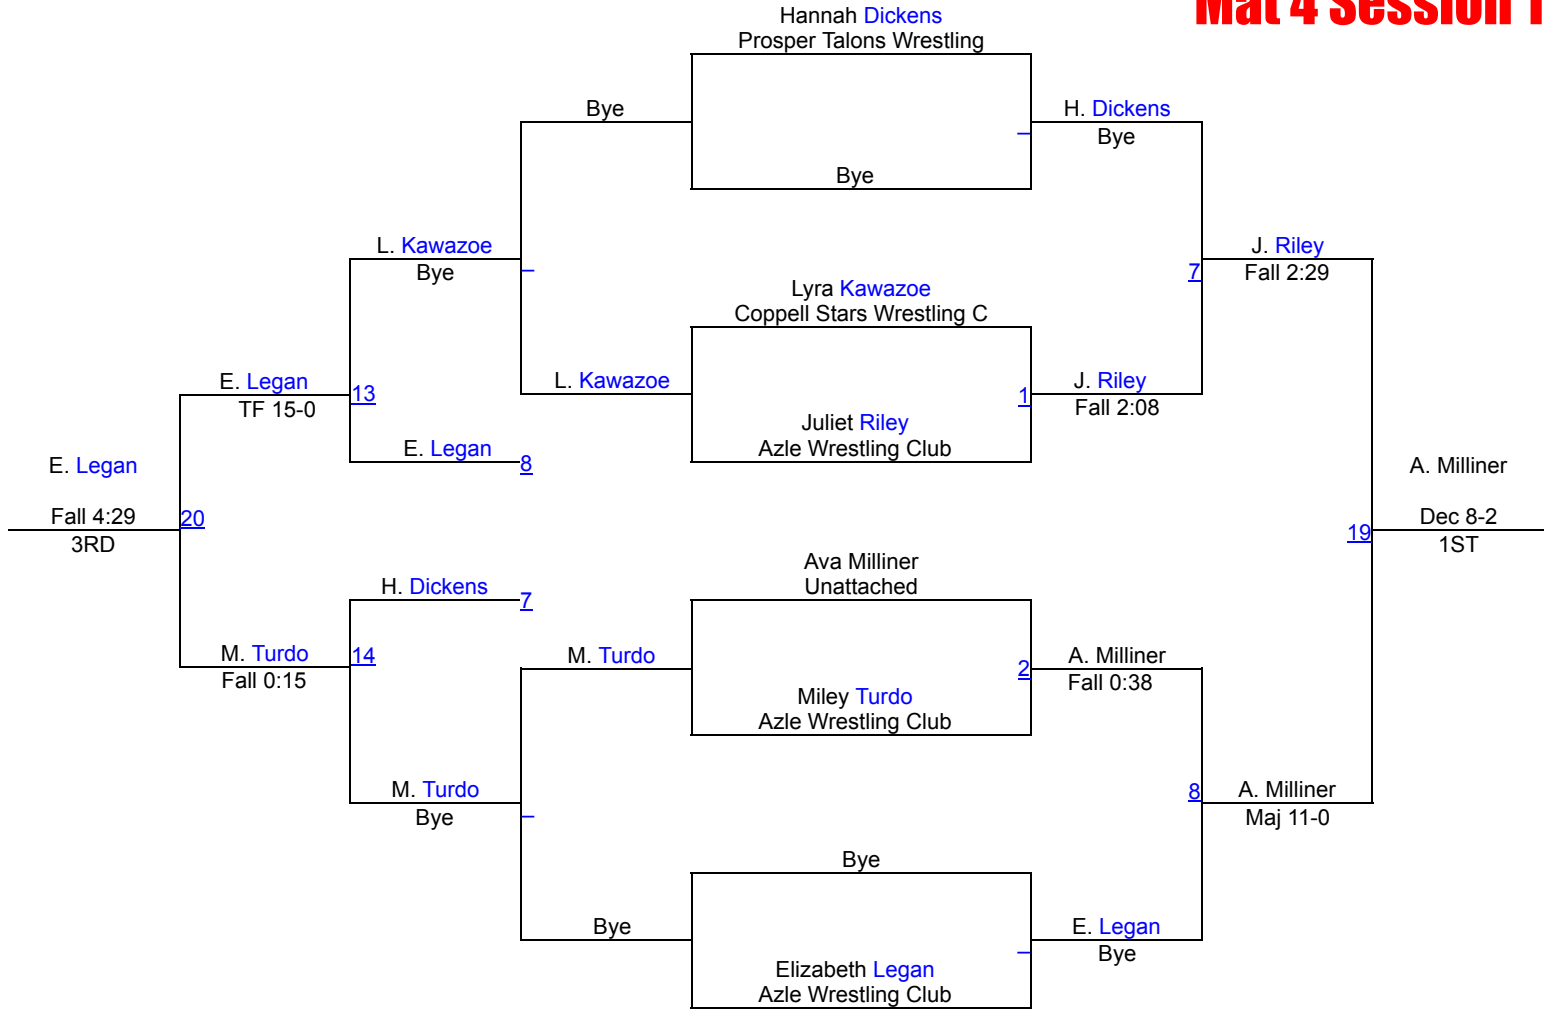 Mat 4 Session 1
Hannah Dickens
Prosper Talons Wrestling
Bye
H. Dickens
Bye
Bye
L. Kawazoe
Bye
J. Riley
Fall 2:29
7
Lyra Kawazoe
Coppell Stars Wrestling C
E. Legan
TF 15-0
13
L. Kawazoe
J. Riley
Fall 2:08
1
Juliet Riley
Azle Wrestling Club
E. Legan
8
E. Legan
Fall 4:29
3RD
20
A. Milliner
Dec 8-2
1ST
19
Ava Milliner
Unattached
H. Dickens
7
M. Turdo
Fall 0:15
14
M. Turdo
A. Milliner
Fall 0:38
2
Miley Turdo
Azle Wrestling Club
M. Turdo
Bye
8
A. Milliner
Maj 11-0
Bye
Bye
E. Legan
Bye
Elizabeth Legan
Azle Wrestling Club